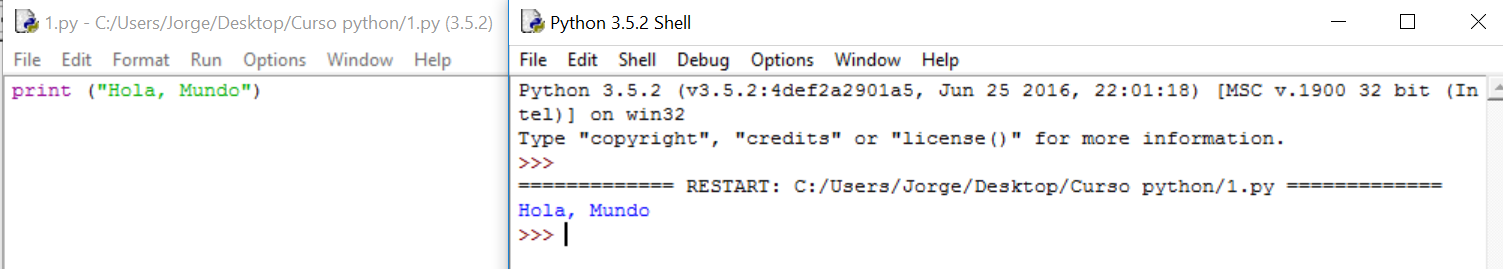 1.py - C:/Users/Jorge/Desktop/Curso python/1.py (3.5.2)
File Edit Format Run Options Window Help
print ("Hola, Mundo")
Python 3.5.2 Shell
File Edit Shell Debug Options Window Help
Python 3.5.2 (v3.5.2:4def2a2901a5, Jun 25 2016, 22:01:18) [MSC v.1900 32 bit (In
tel)] on win32
Type "copyright", "credits" or "license()" for more information.
>>>
============= RESTART: C:/Users/Jorge/Desktop/Curso python/1.py =============
Hola, Mundo
>>>